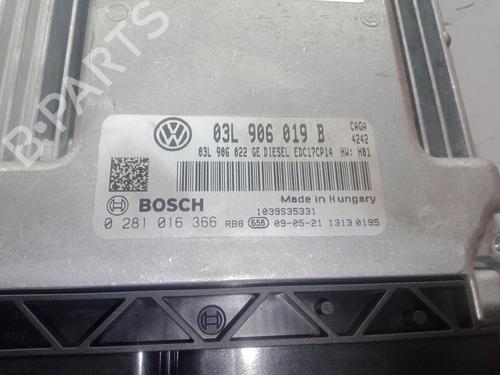 B-PARTS
03L 906 019 B CAGA 4242
03L 906 022 GE DIESEL EDC17CP14 HW: H01
BOSCH Made in Hungary
1039S35331
0 281 016 366 RBB 656 09-05-21 1313 0195